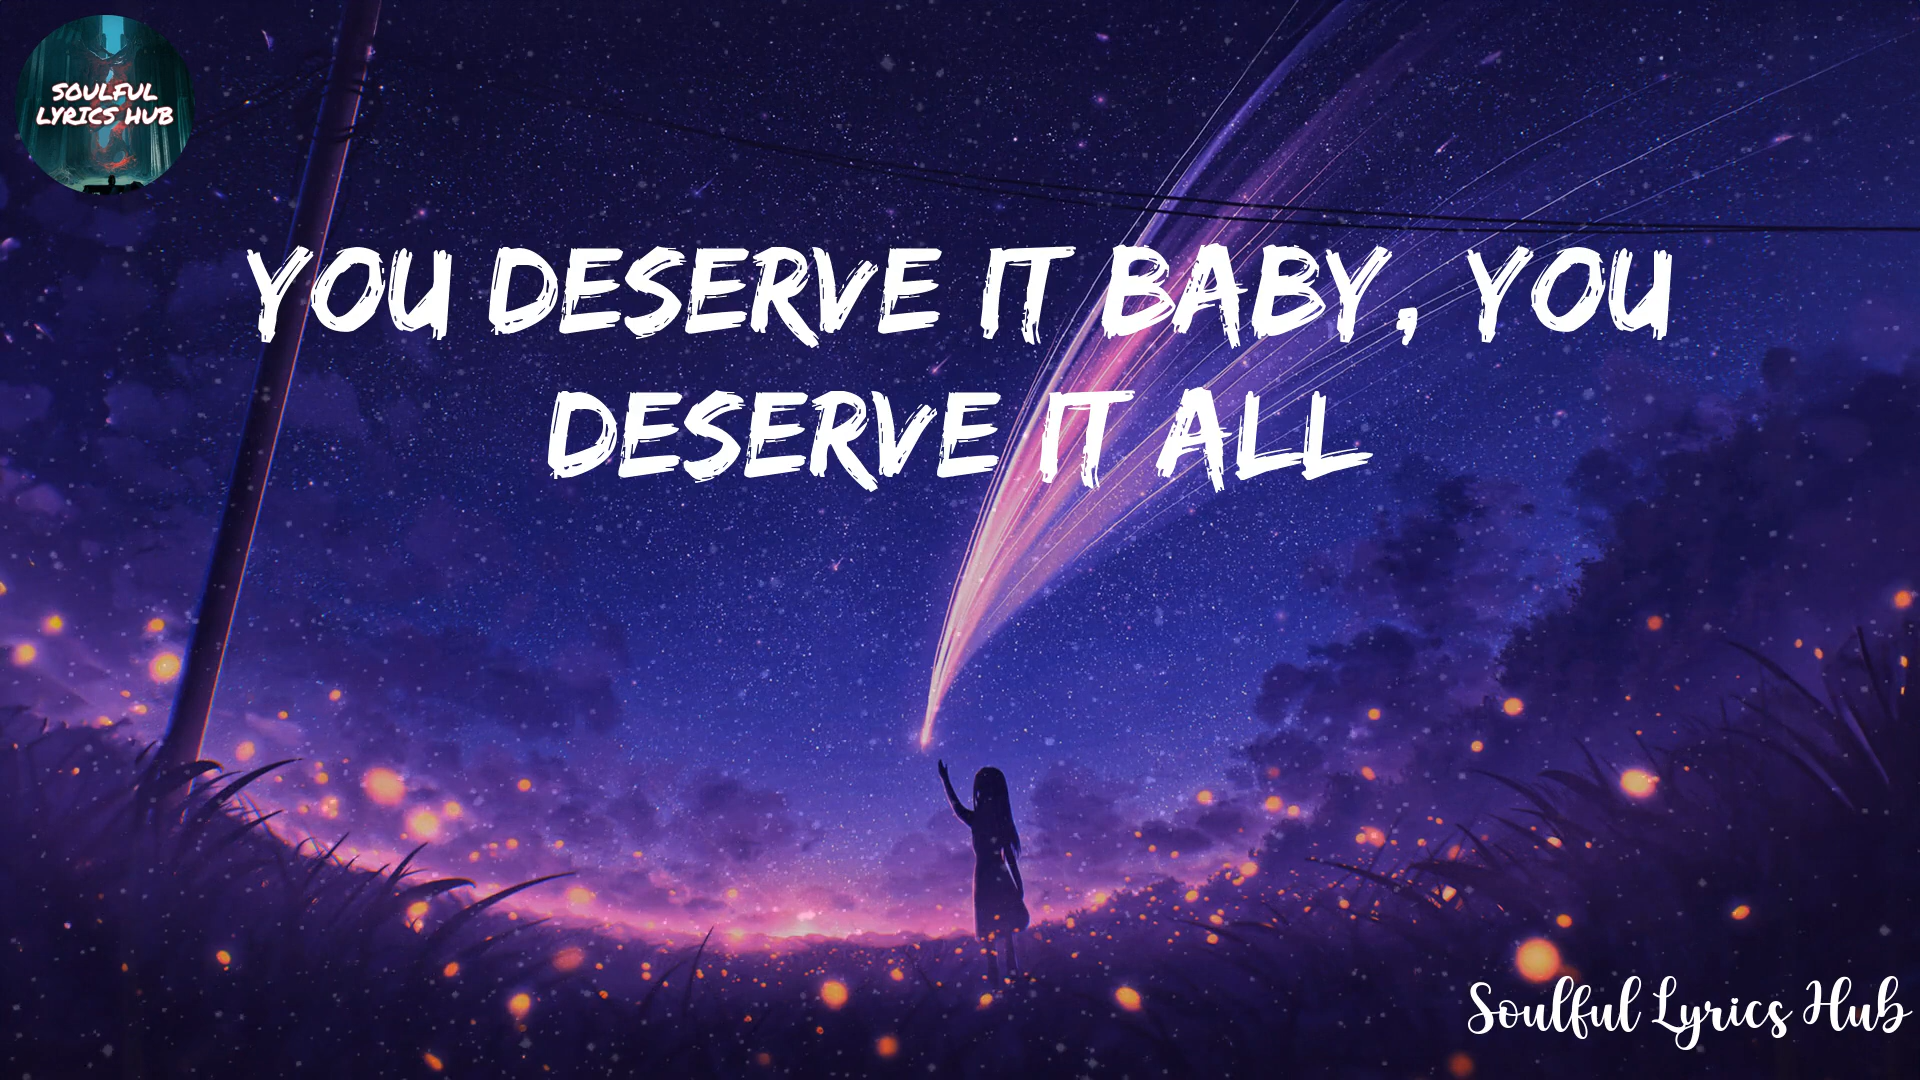 SOULFUL
LYRICS HUB
YOU DESERVE IT BABY, YOU
DESERVE IT ALL
Soulful Lyrics Hub